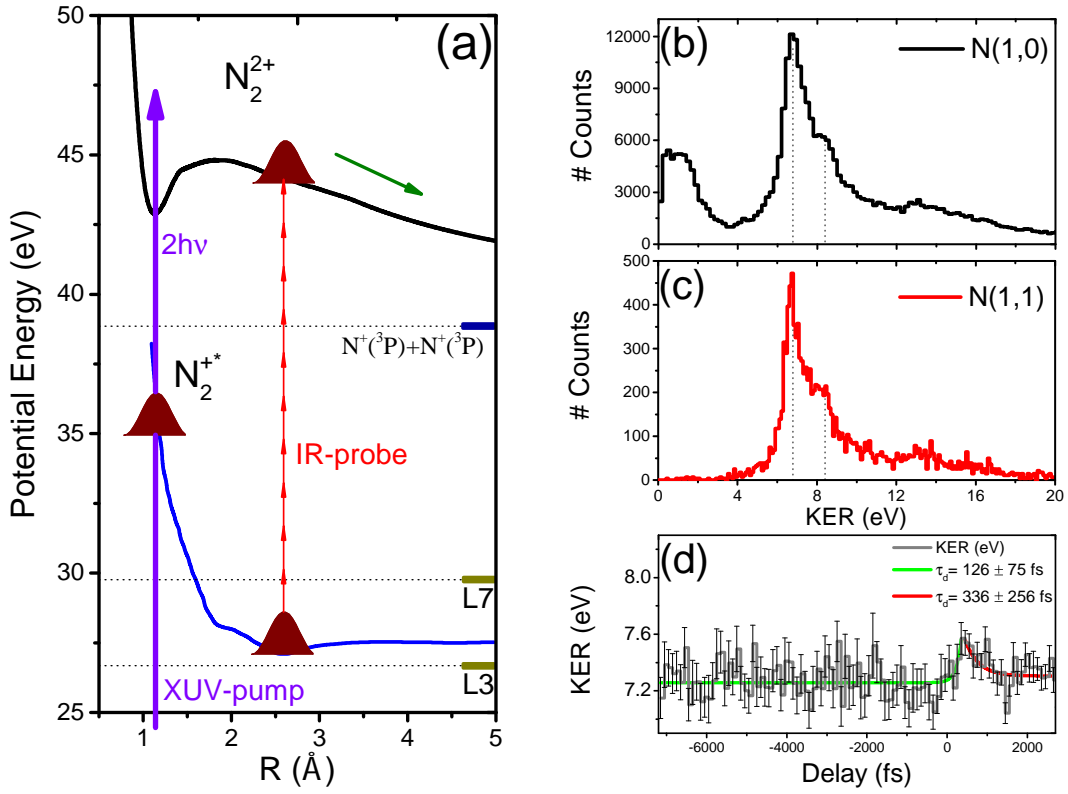 (a)
50
45
40
35
30
25
Potential Energy (eV)
N₂²⁺
2hν
N⁺(³P)+N⁺(³P)
N₂⁺*
IR-probe
L7
L3
XUV-pump
1 2 3 4 5
R (Å)
(b)
N(1,0)
12000
9000
6000
3000
0
# Counts
(c)
N(1,1)
500
400
300
200
100
0
# Counts
0 4 8 12 16 20
KER (eV)
(d)
KER (eV)
τd= 126 ± 75 fs
τd= 336 ± 256 fs
8.0
7.6
7.2
KER (eV)
-6000 -4000 -2000 0 2000
Delay (fs)